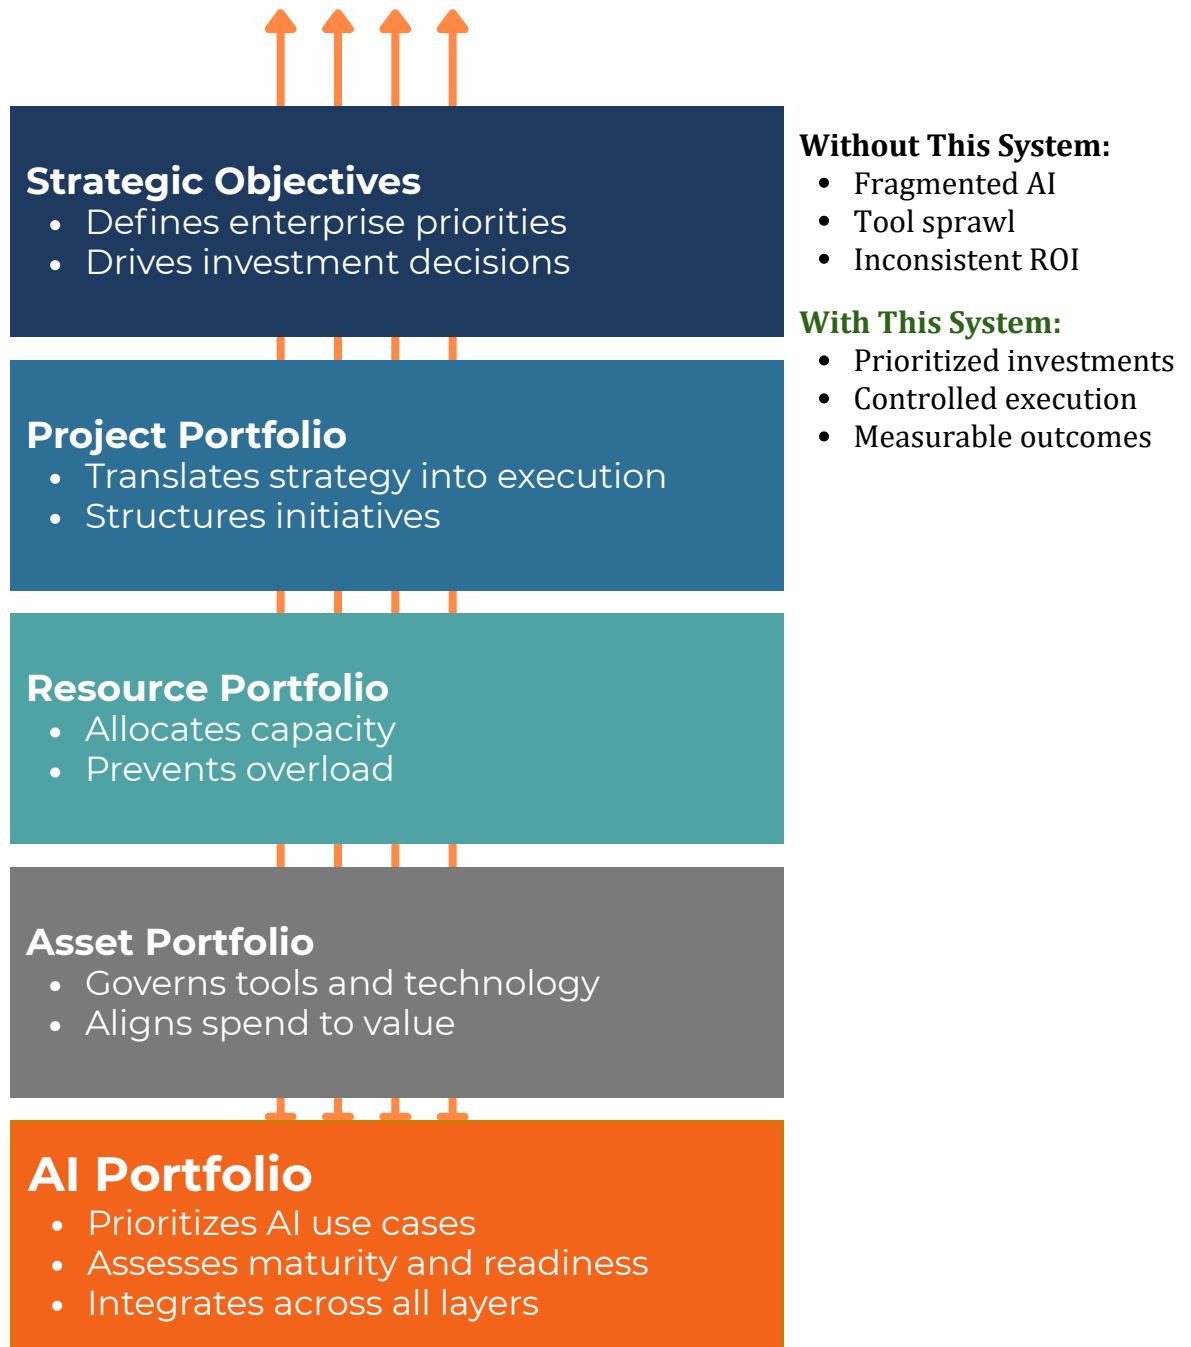 Strategic Objectives
• Defines enterprise priorities
• Drives investment decisions
Project Portfolio
• Translates strategy into execution
• Structures initiatives
Resource Portfolio
• Allocates capacity
• Prevents overload
Asset Portfolio
• Governs tools and technology
• Aligns spend to value
AI Portfolio
• Prioritizes AI use cases
• Assesses maturity and readiness
• Integrates across all layers
Without This System:
• Fragmented AI
• Tool sprawl
• Inconsistent ROI
With This System:
• Prioritized investments
• Controlled execution
• Measurable outcomes